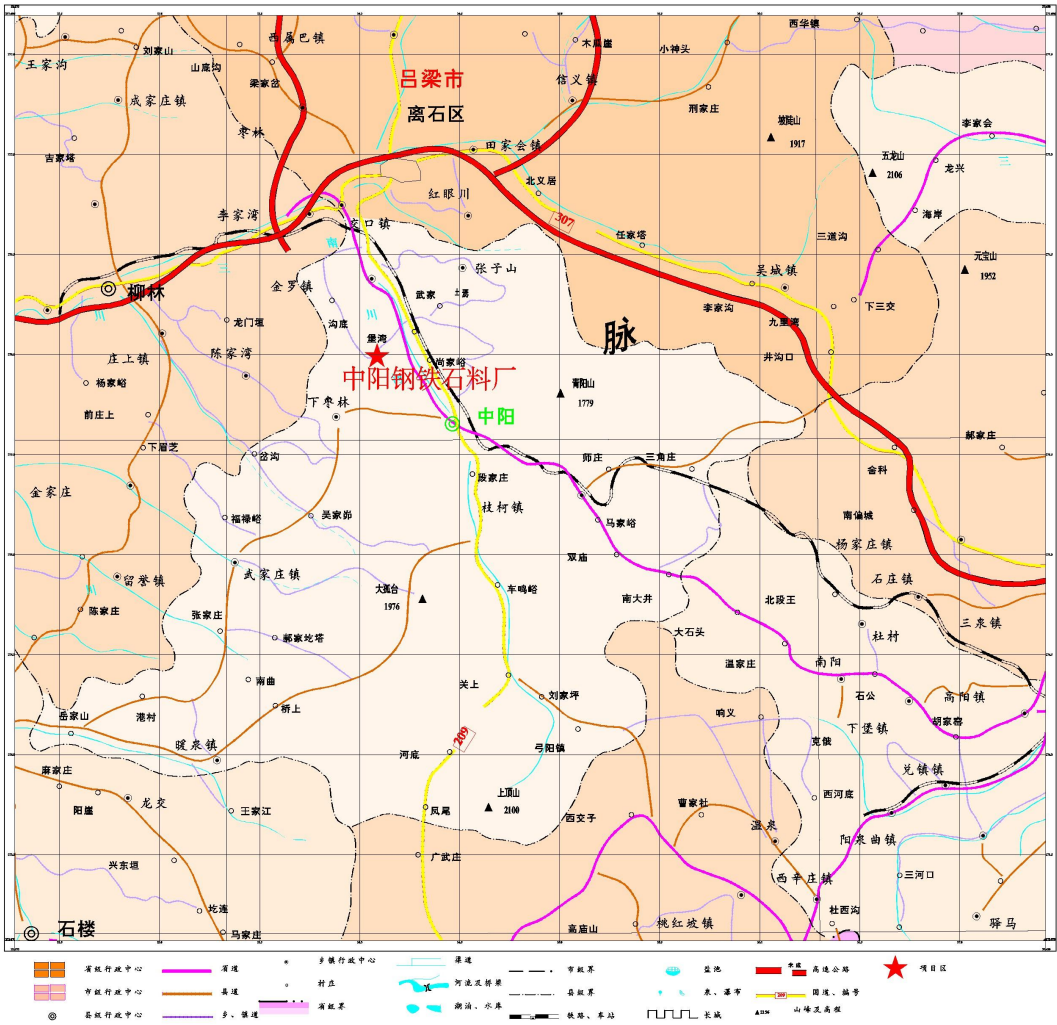 西属巴镇
西华镇
木瓜崖
小神头
刘家山
王家沟
山底沟
梁家岔
吕梁市
信义镇
成家庄镇
离石区
邢家庄
坡陡山
1917
枣林
李家会
吉家塔
田家会镇
五龙山
2106
龙兴
北义居
红眼川
李家湾
交口镇
307
任家塔
三道沟
海岸
元宝山
1952
张子山
吴城镇
金罗镇
柳林
武家
下三交
李家沟
九里湾
龙门垣
沟底
脉
堡湾
井沟口
庄上镇
陈家湾
尚家峪
中阳钢铁石料厂
杨家峪
青阳山
1779
下枣林
前庄上
中阳
郝家庄
下眉芝
岔沟
师庄
三角庄
金科
金家庄
段家庄
枝柯镇
福禄峪
吴家峁
马家峪
南偏城
杨家庄镇
双庙
留誉镇
武家庄镇
大狐台
1976
车鸣峪
石庄镇
南大井
北段王
陈家庄
张家庄
三泉镇
郝家圪塔
大石头
杜村
温家庄
南阳
南曲
关上
刘家坪
石公
高阳镇
岳家山
港村
桥上
响义
下堡镇
胡家窑
暖泉镇
209
弓阳镇
克俄
河底
麻家庄
兑镇镇
上顶山
2100
西河底
阳崖
龙交
王家江
凤尾
西交子
曹家社
温泉
阳泉曲镇
广武庄
兴东垣
西辛庄镇
三河口
圪连
杜西沟
石楼
马家庄
高庙山
桃红坡镇
驿马
省级行政中心
省道
乡镇行政中心
渠道
市级界
盐池
高速公路
项目区
市级行政中心
县道
村庄
河流及桥梁
县级界
泉、瀑布
209
国道、编号
县级行政中心
乡、镇道
省级界
湖泊、水库
铁路、车站
长城
山峰及高程